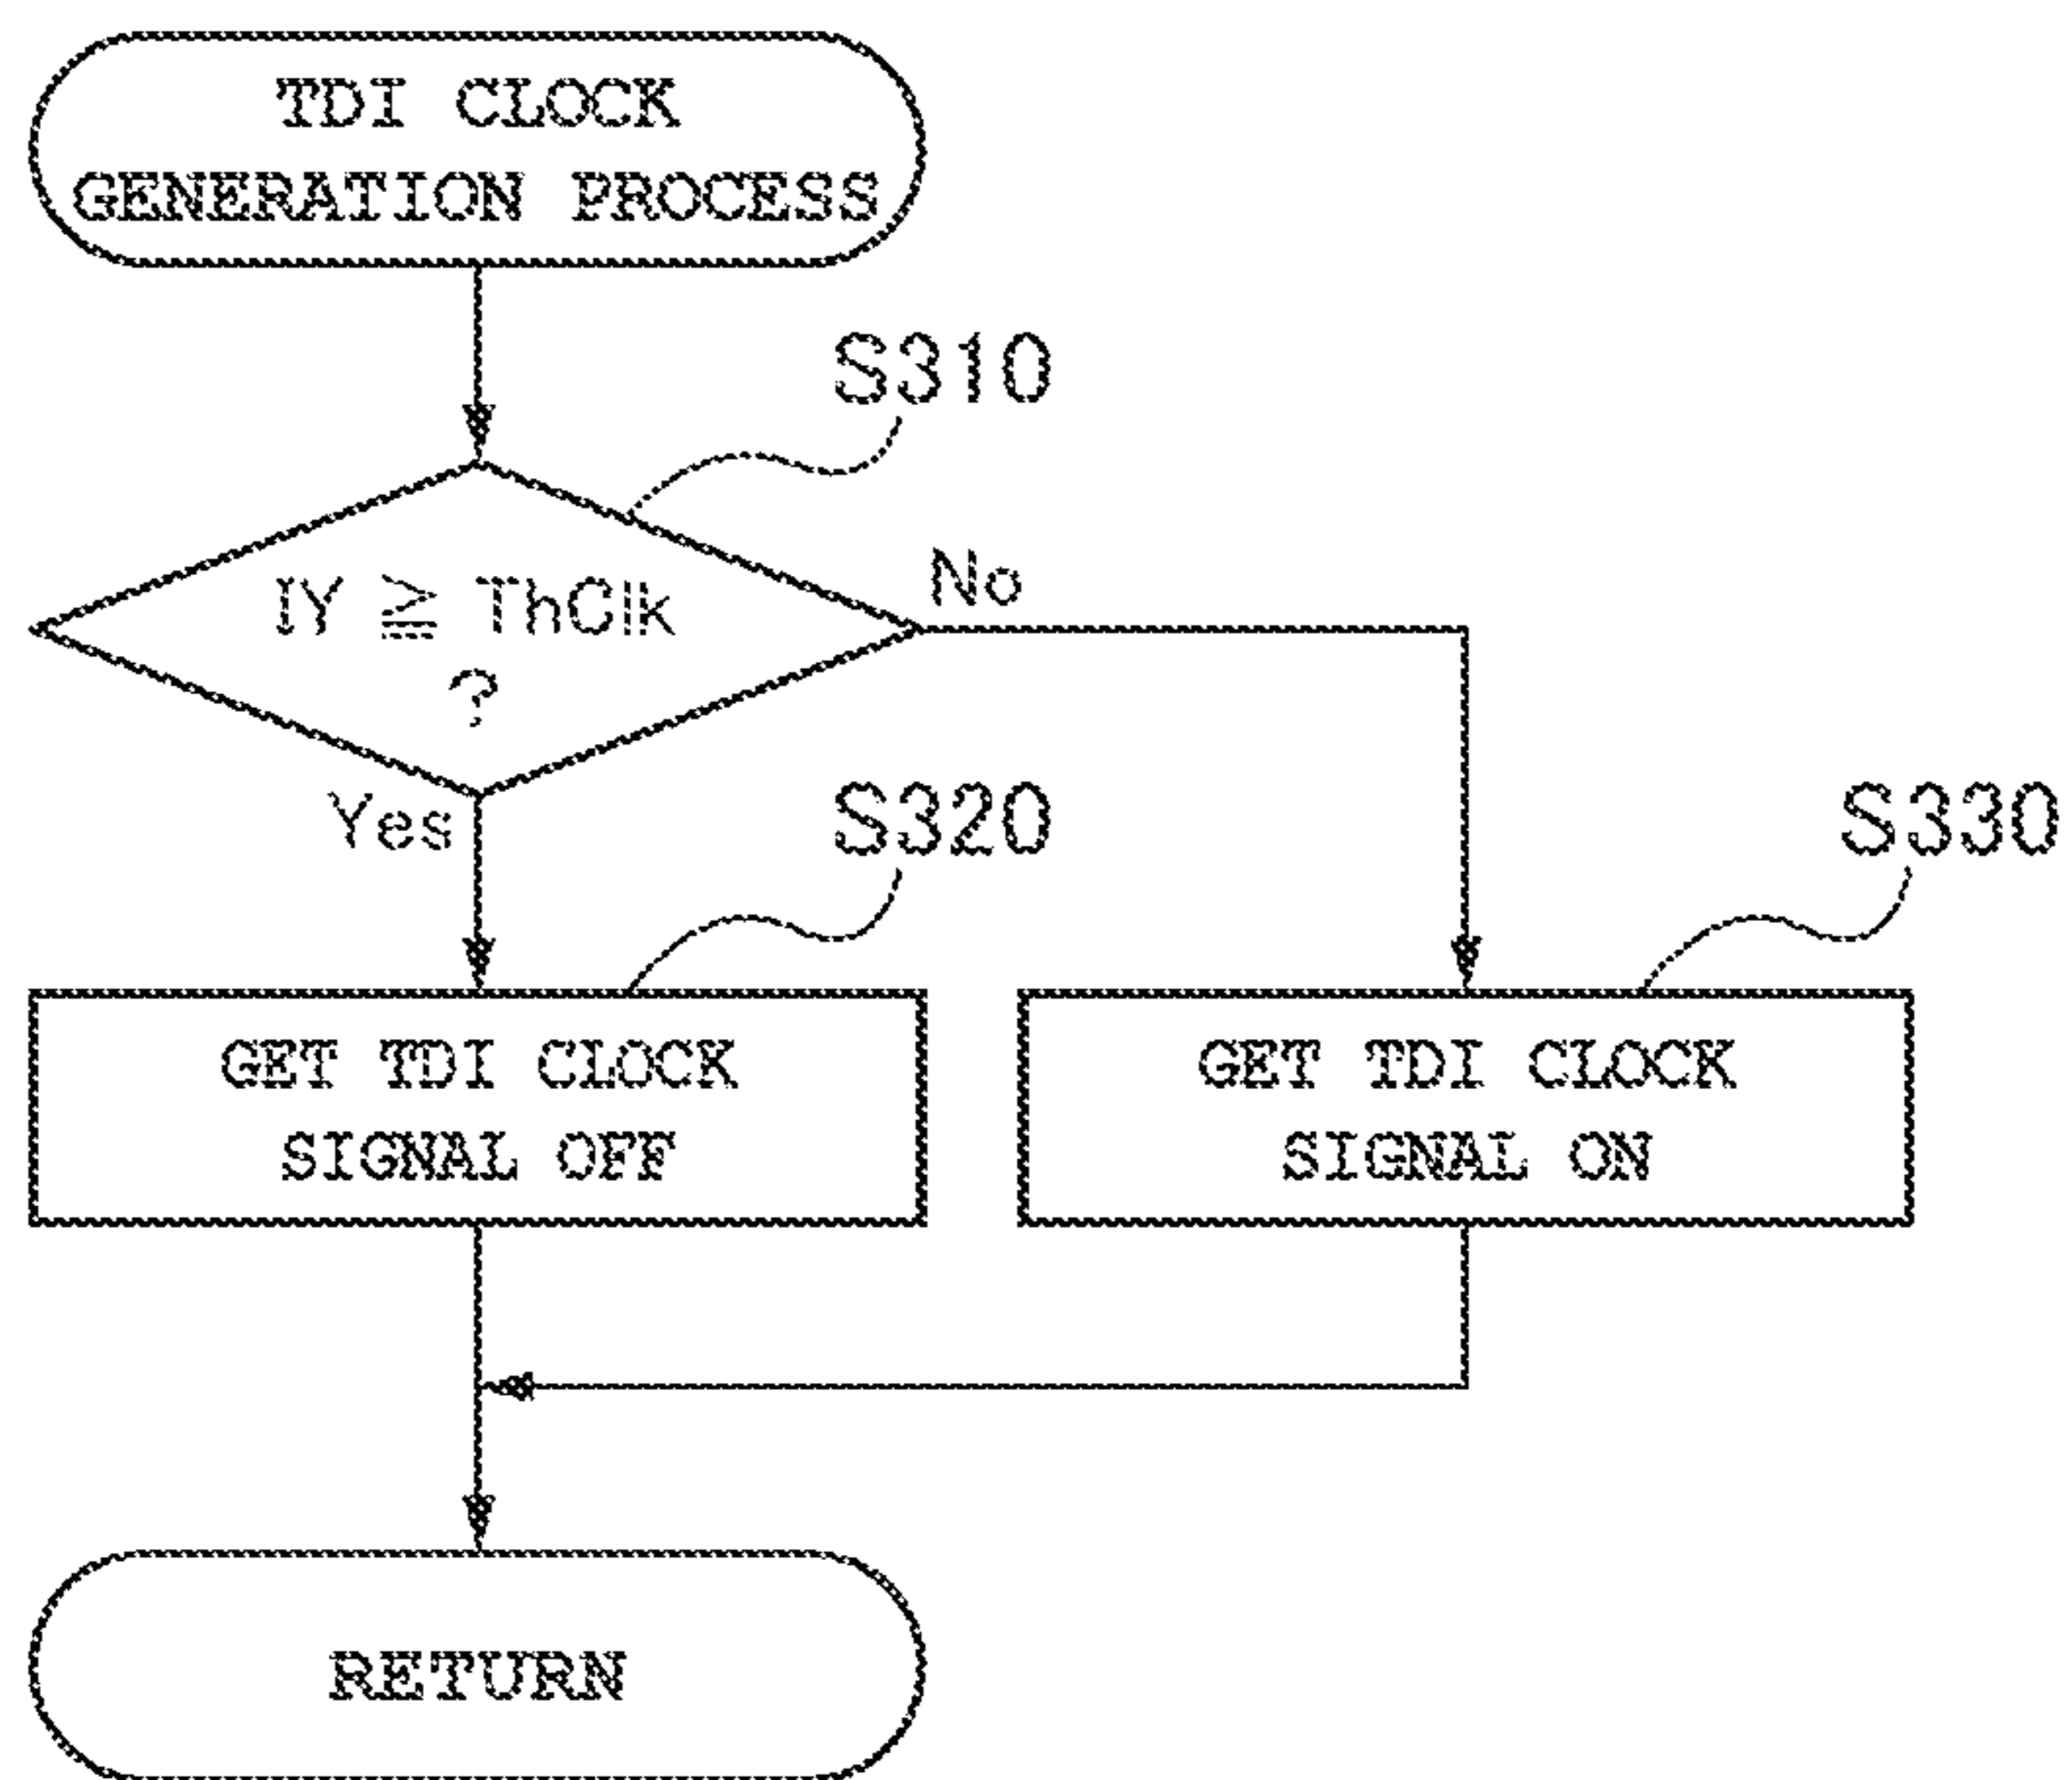 TDI CLOCK
GENERATION PROCESS
S310
IY ≧ ThClk
?
No
Yes
S320
S330
GET TDI CLOCK
SIGNAL OFF
GET TDI CLOCK
SIGNAL ON
RETURN